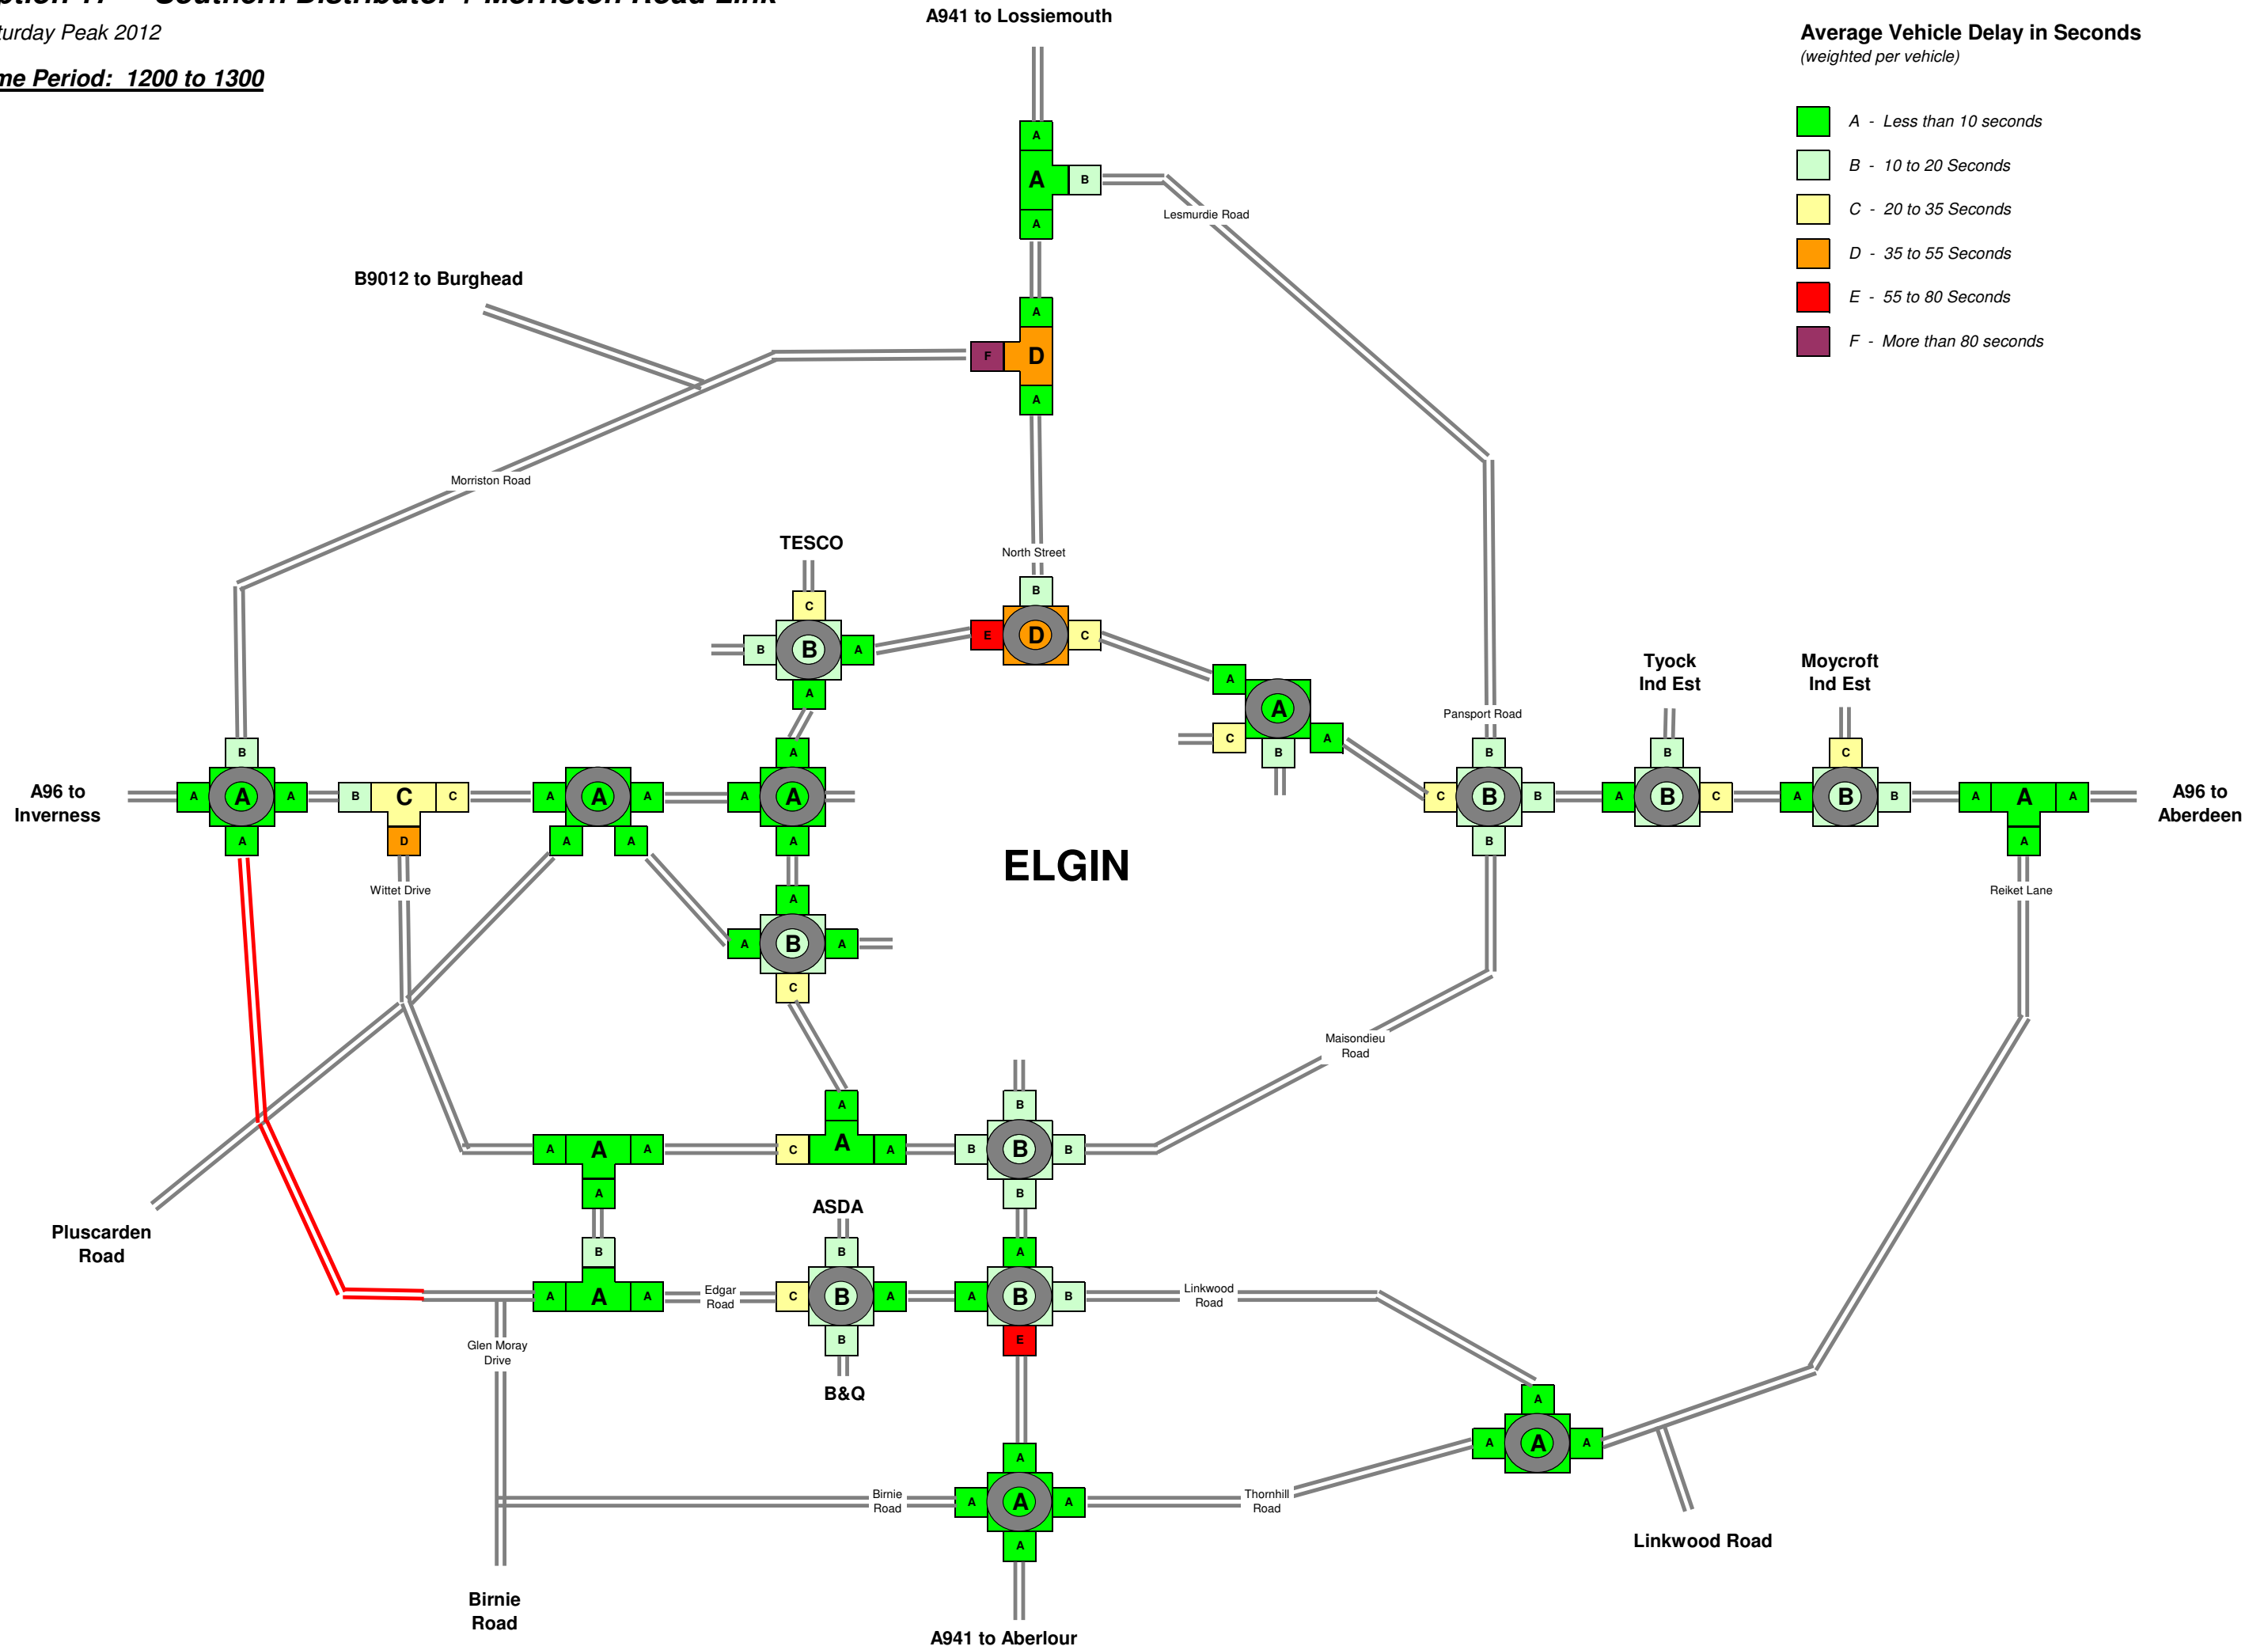 A941 to Lossiemouth
turday Peak 2012
me Period: 1200 to 1300
Average Vehicle Delay in Seconds
(weighted per vehicle)
A - Less than 10 seconds
B - 10 to 20 Seconds
C - 20 to 35 Seconds
D - 35 to 55 Seconds
E - 55 to 80 Seconds
F - More than 80 seconds
A
A B
A
Lesmurdie Road
B9012 to Burghead
A
F D
A
Morriston Road
TESCO
North Street
C
B B A
A
B
E D C
A
A
C A
B
Tyock
Ind Est
Moycroft
Ind Est
Pansport Road
A96 to
Inverness
B
A A A
A
B C C
D
A A A
A A
A
A A
A
B
C B B
B
B
A B C
C
A B B
A A A
A
A96 to
Aberdeen
ELGIN
Wittet Drive
Reiket Lane
A
A B A
C
Maisondieu
Road
A A A
A
A
C A A
B
B B B
B
Pluscarden
Road
ASDA
B
A A A
Edgar
Road
B
C B A
B
A
A B B
E
Linkwood
Road
Glen Moray
Drive
B&Q
A
A A A
A
A A A
A
Birnie
Road
Thornhill
Road
Linkwood Road
Birnie
Road
A941 to Aberlour